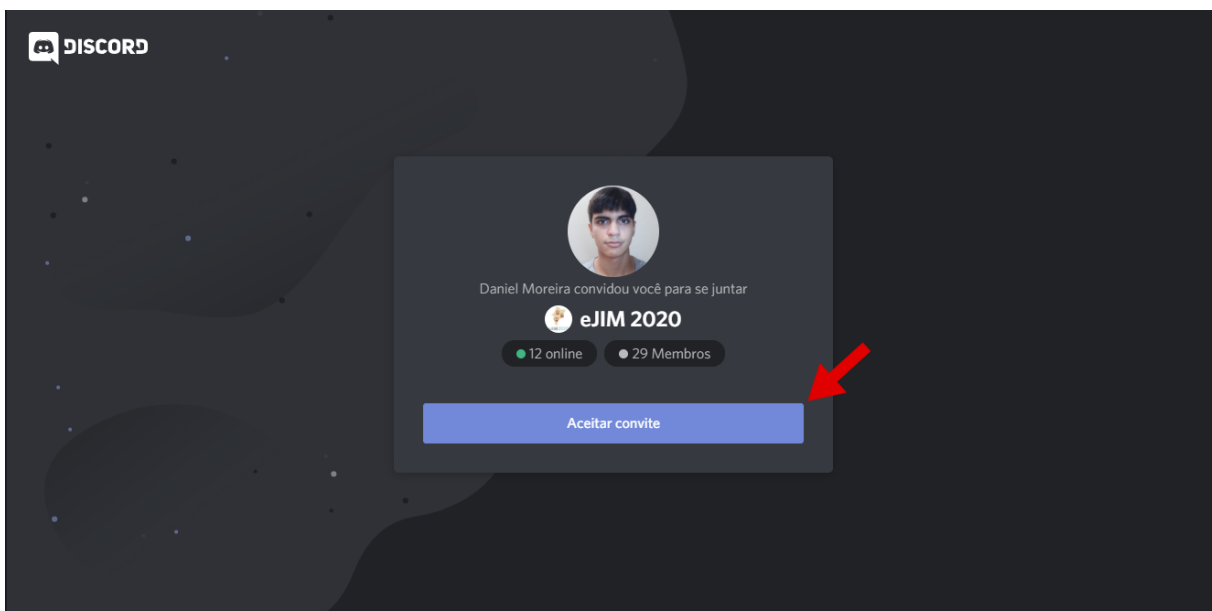 DISCORD
Daniel Moreira convidou você para se juntar
eJIM 2020
12 online 29 Membros
Aceitar convite